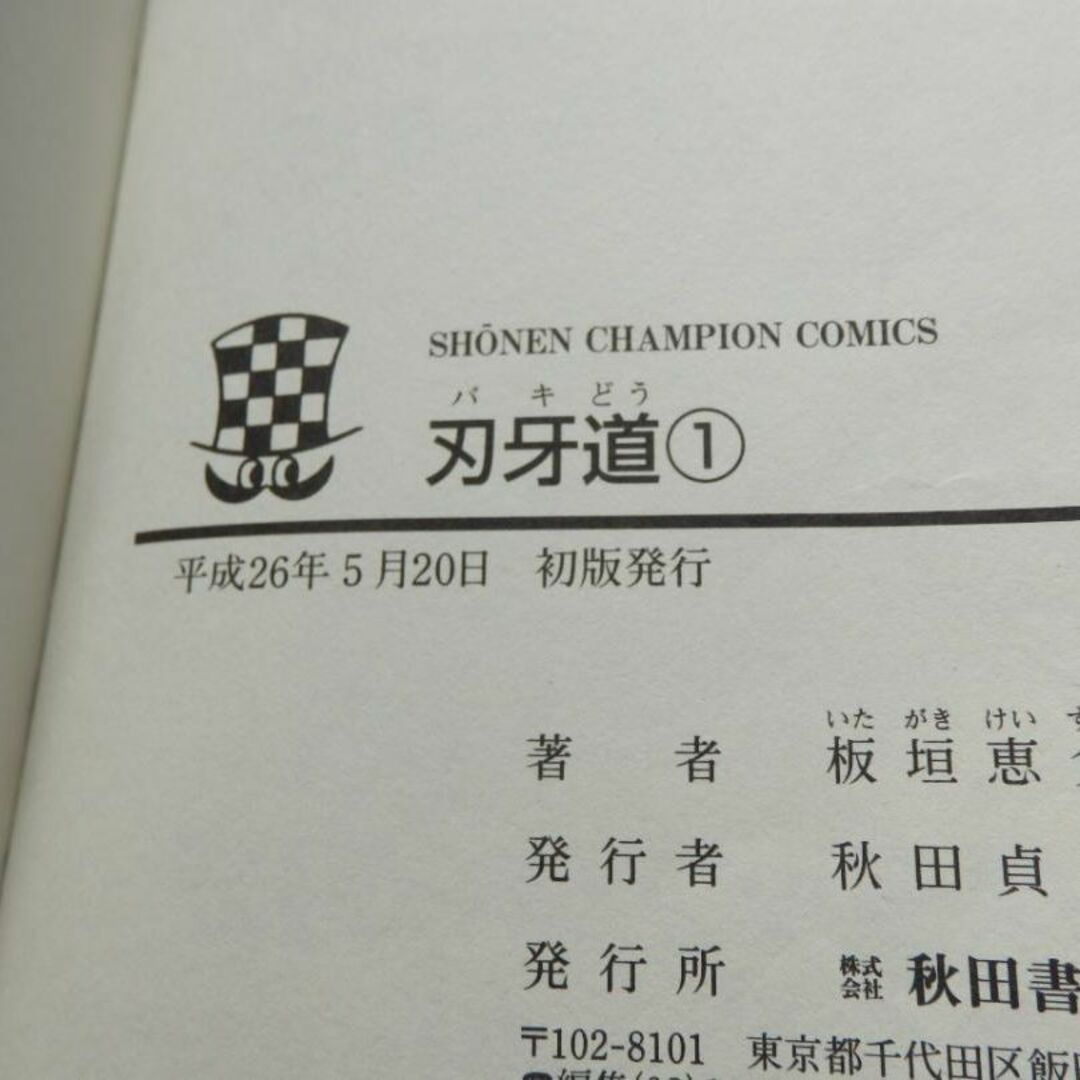 SHŌNEN CHAMPION COMICS
バキどう
刃牙道①
平成26年5月20日 初版発行
いたがきけい
著者 板垣恵
発行者 秋田貞
発行所 株式会社 秋田書
〒102-8101 東京都千代田区飯